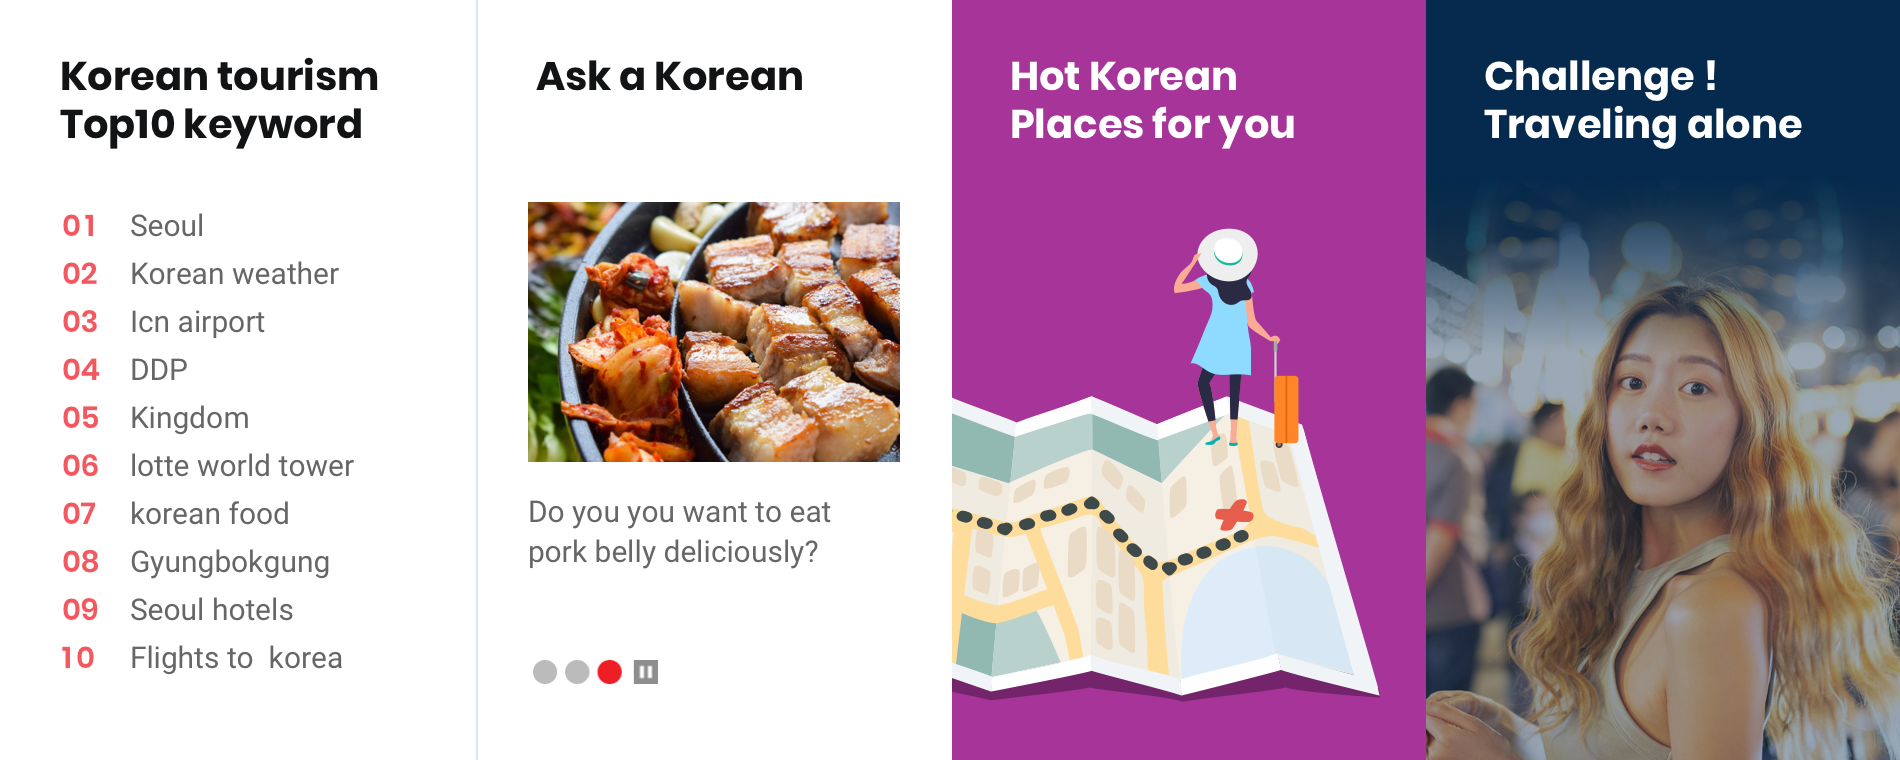 Korean tourism
Top10 keyword
01 Seoul
02 Korean weather
03 Icn airport
04 DDP
05 Kingdom
06 lotte world tower
07 korean food
08 Gyungbokgung
09 Seoul hotels
10 Flights to  korea
Ask a Korean
Do you you want to eat
pork belly deliciously?
Hot Korean
Places for you
Challenge !
Traveling alone